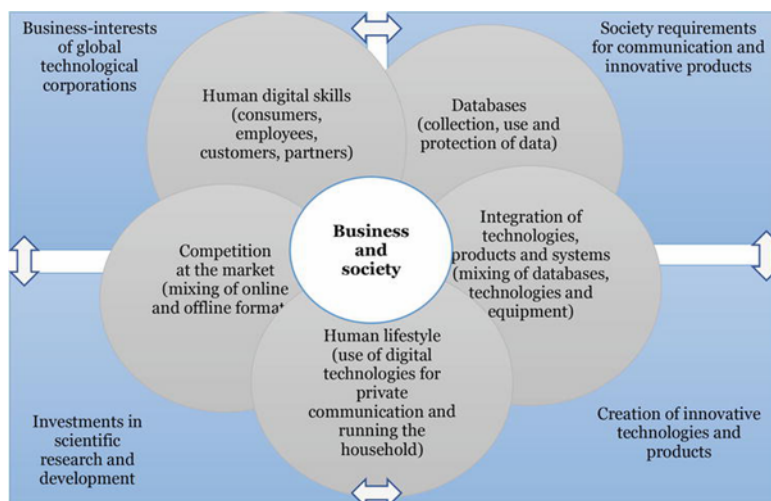 Business-interests
of global
technological
corporations
Society requirements
for communication and
innovative products
Human digital skills
(consumers,
employees,
customers, partners)
Databases
(collection, use and
protection of data)
Business
and
society
Competition
at the market
(mixing of online
and offline format
Integration of
technologies,
products and systems
(mixing of databases,
technologies and
equipment)
Human lifestyle
(use of digital
technologies for
private
communication and
running the
household)
Investments in
scientific
research and
development
Creation of innovative
technologies and
products